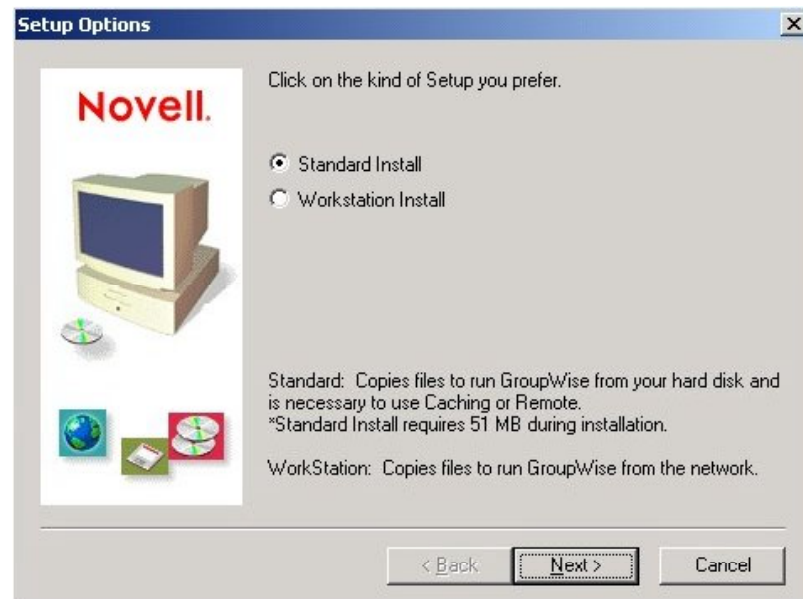 Setup Options
Novell.
Click on the kind of Setup you prefer.
Standard Install
Workstation Install
Standard: Copies files to run GroupWise from your hard disk and
is necessary to use Caching or Remote.
*Standard Install requires 51 MB during installation.
WorkStation: Copies files to run GroupWise from the network.
< Back
Next >
Cancel